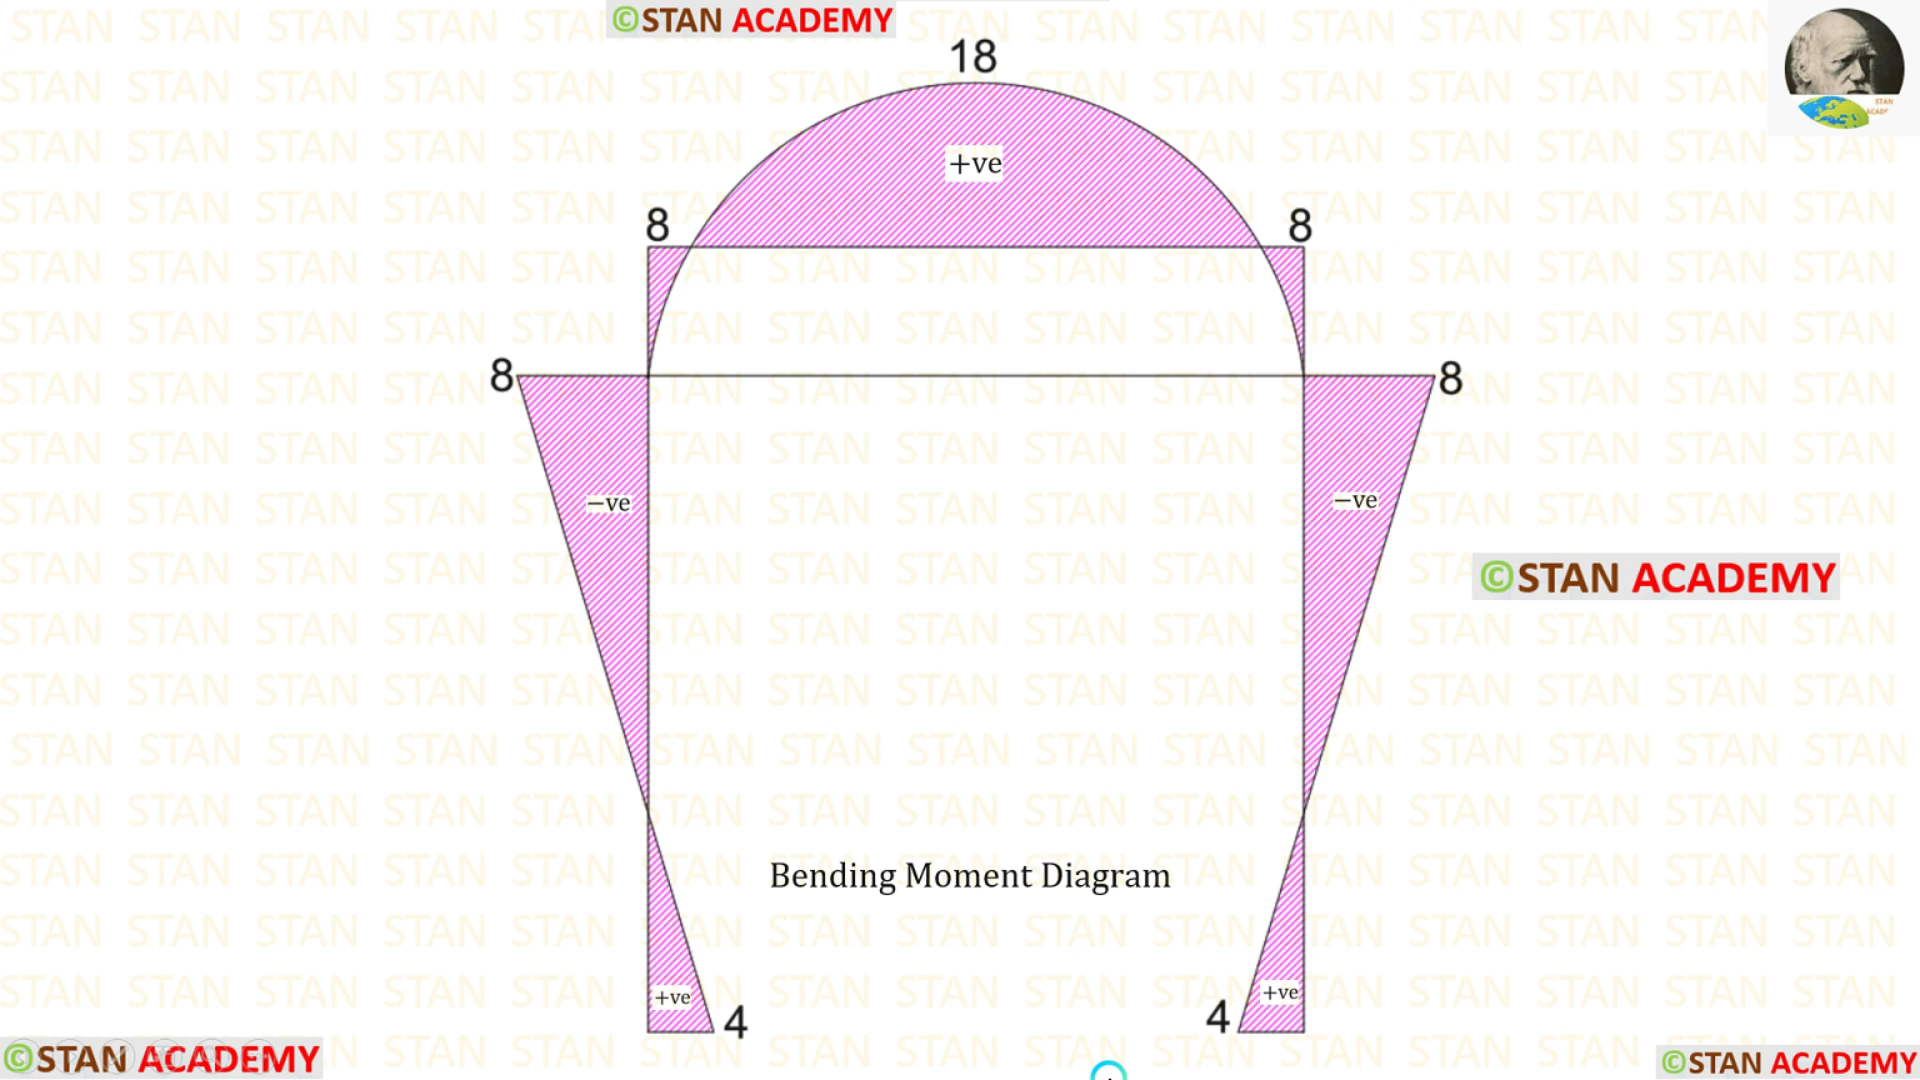 ©STAN ACADEMY
18
+ve
8 8
8 8
−ve −ve
©STAN ACADEMY
Bending Moment Diagram
+ve +ve
4 4
©STAN ACADEMY ©STAN ACADEMY